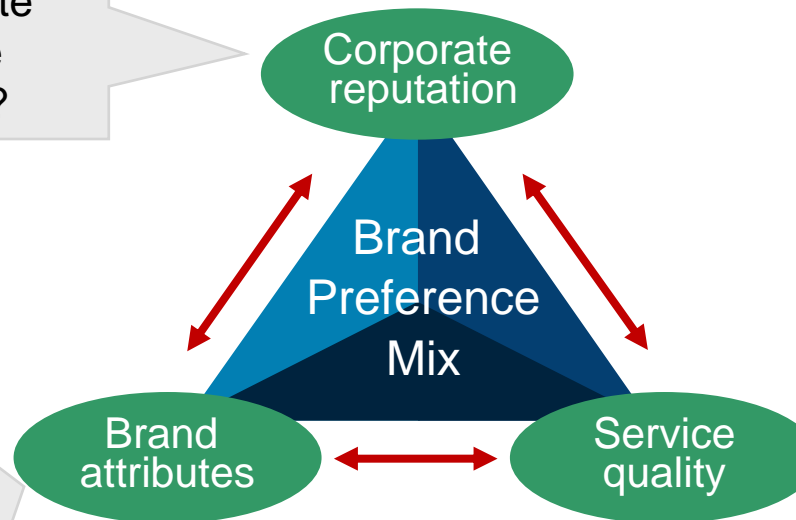 Corporate
reputation
Brand
Preference
Mix
Brand
attributes
Service
quality